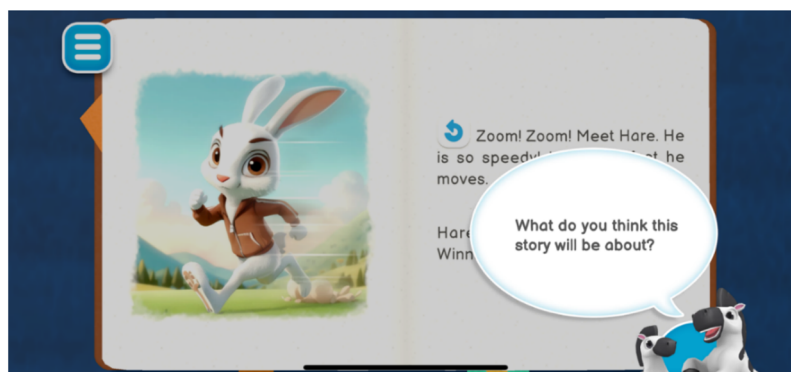 Zoom! Zoom! Meet Hare. He
is so speedy! he
moves.
Hare
Winn
What do you think this
story will be about?